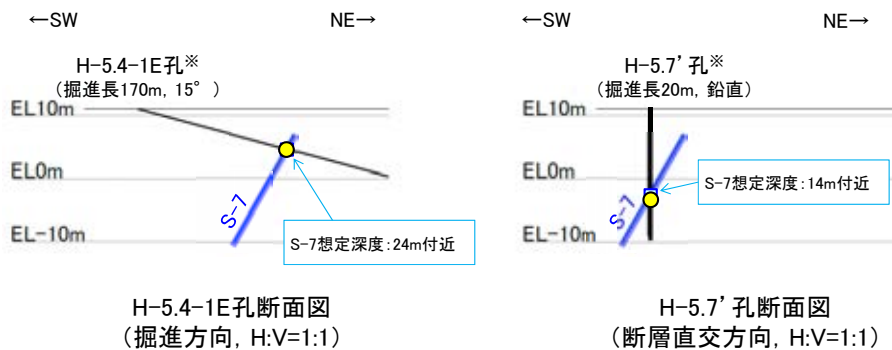 ←SW NE→
H-5.4-1E孔※
(掘進長170m, 15°)
EL10m
EL0m
S-7
S-7想定深度:24m付近
EL-10m
H-5.4-1E孔断面図
(掘進方向, H:V=1:1)
←SW NE→
H-5.7’孔※
(掘進長20m, 鉛直)
EL10m
EL0m
S-7想定深度:14m付近
S-7
EL-10m
H-5.7’孔断面図
(断層直交方向, H:V=1:1)